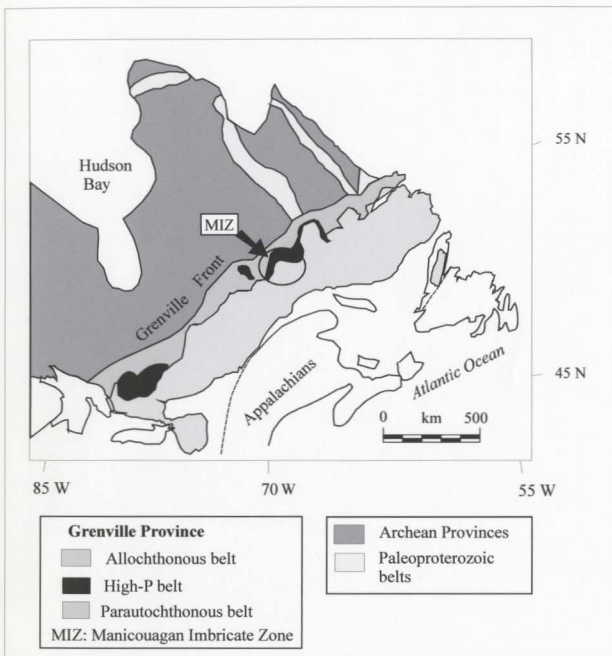 55 N
Hudson
Bay
MIZ
Grenville Front
45 N
Appalachians
Atlantic Ocean
0 km 500
85 W 70 W 55 W
Grenville Province
Allochthonous belt
High-P belt
Parautochthonous belt
MIZ: Manicouagan Imbricate Zone
Archean Provinces
Paleoproterozoic
belts